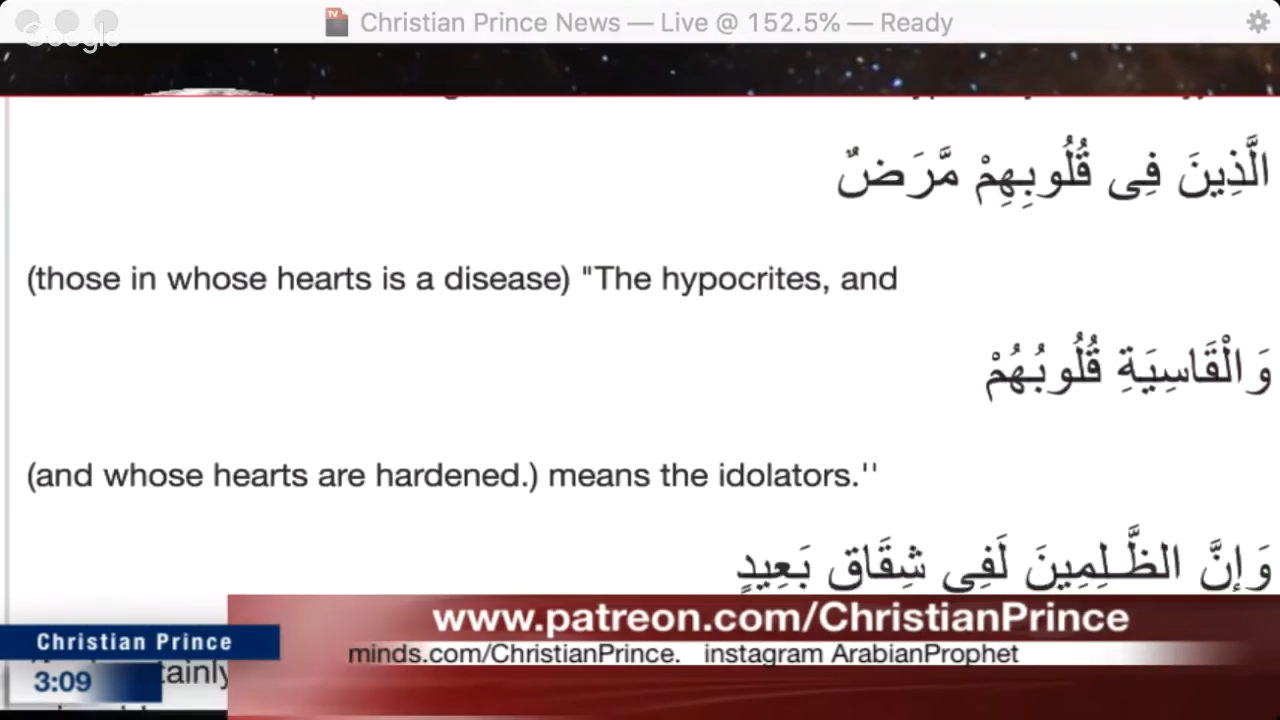 Christian Prince News — Live @ 152.5% — Ready
Google
الَّذِينَ فِى قُلُوبِهِمْ مَّرَضٌ
(those in whose hearts is a disease) "The hypocrites, and
وَالْقَاسِيَةِ قُلُوبُهُمْ
(and whose hearts are hardened.) means the idolators.''
وَإِنَّ الظَّـلِمِينَ لَفِى شِقَاقٍ بَعِيدٍ
www.patreon.com/ChristianPrince
Christian Prince
minds.com/ChristianPrince. instagram ArabianProphet
3:09